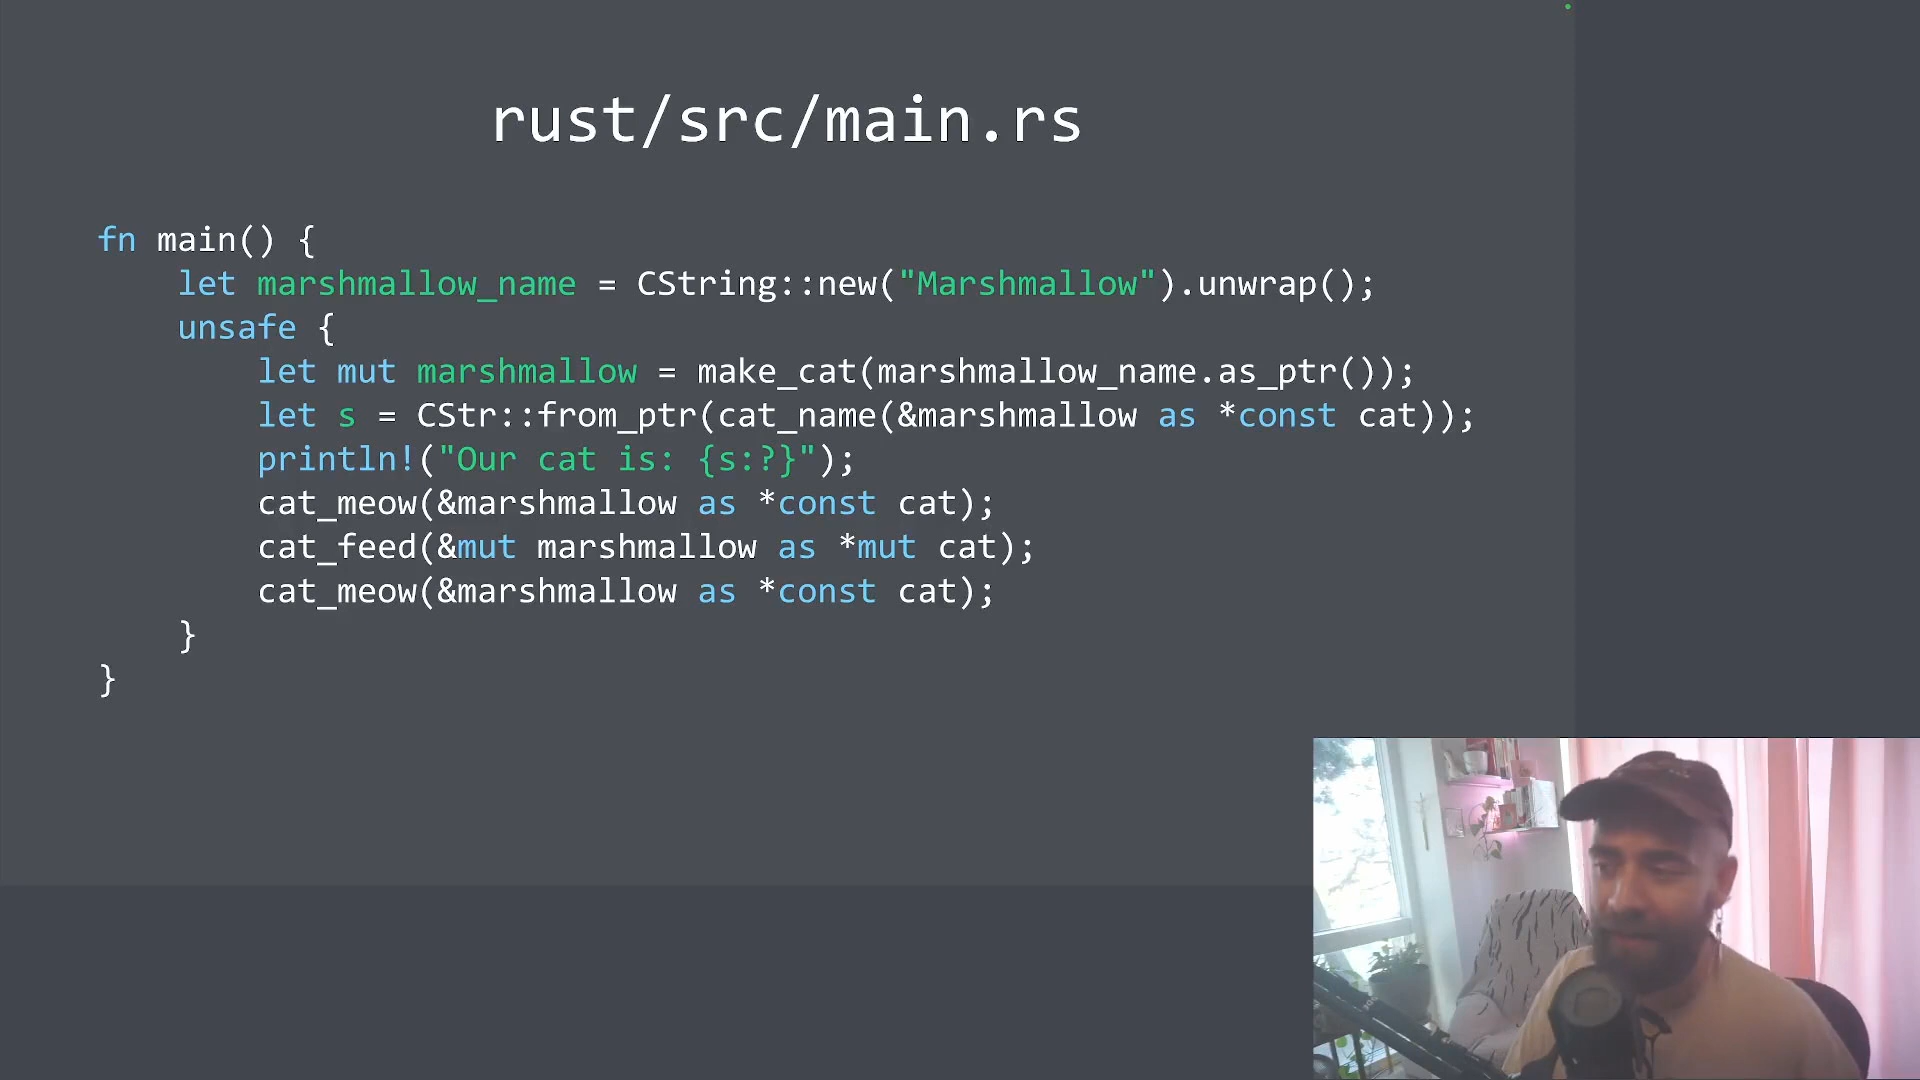 rust/src/main.rs
fn main() {
    let marshmallow_name = CString::new("Marshmallow").unwrap();
    unsafe {
        let mut marshmallow = make_cat(marshmallow_name.as_ptr());
        let s = CStr::from_ptr(cat_name(&marshmallow as *const cat));
        println!("Our cat is: {s:?}");
        cat_meow(&marshmallow as *const cat);
        cat_feed(&mut marshmallow as *mut cat);
        cat_meow(&marshmallow as *const cat);
    }
}